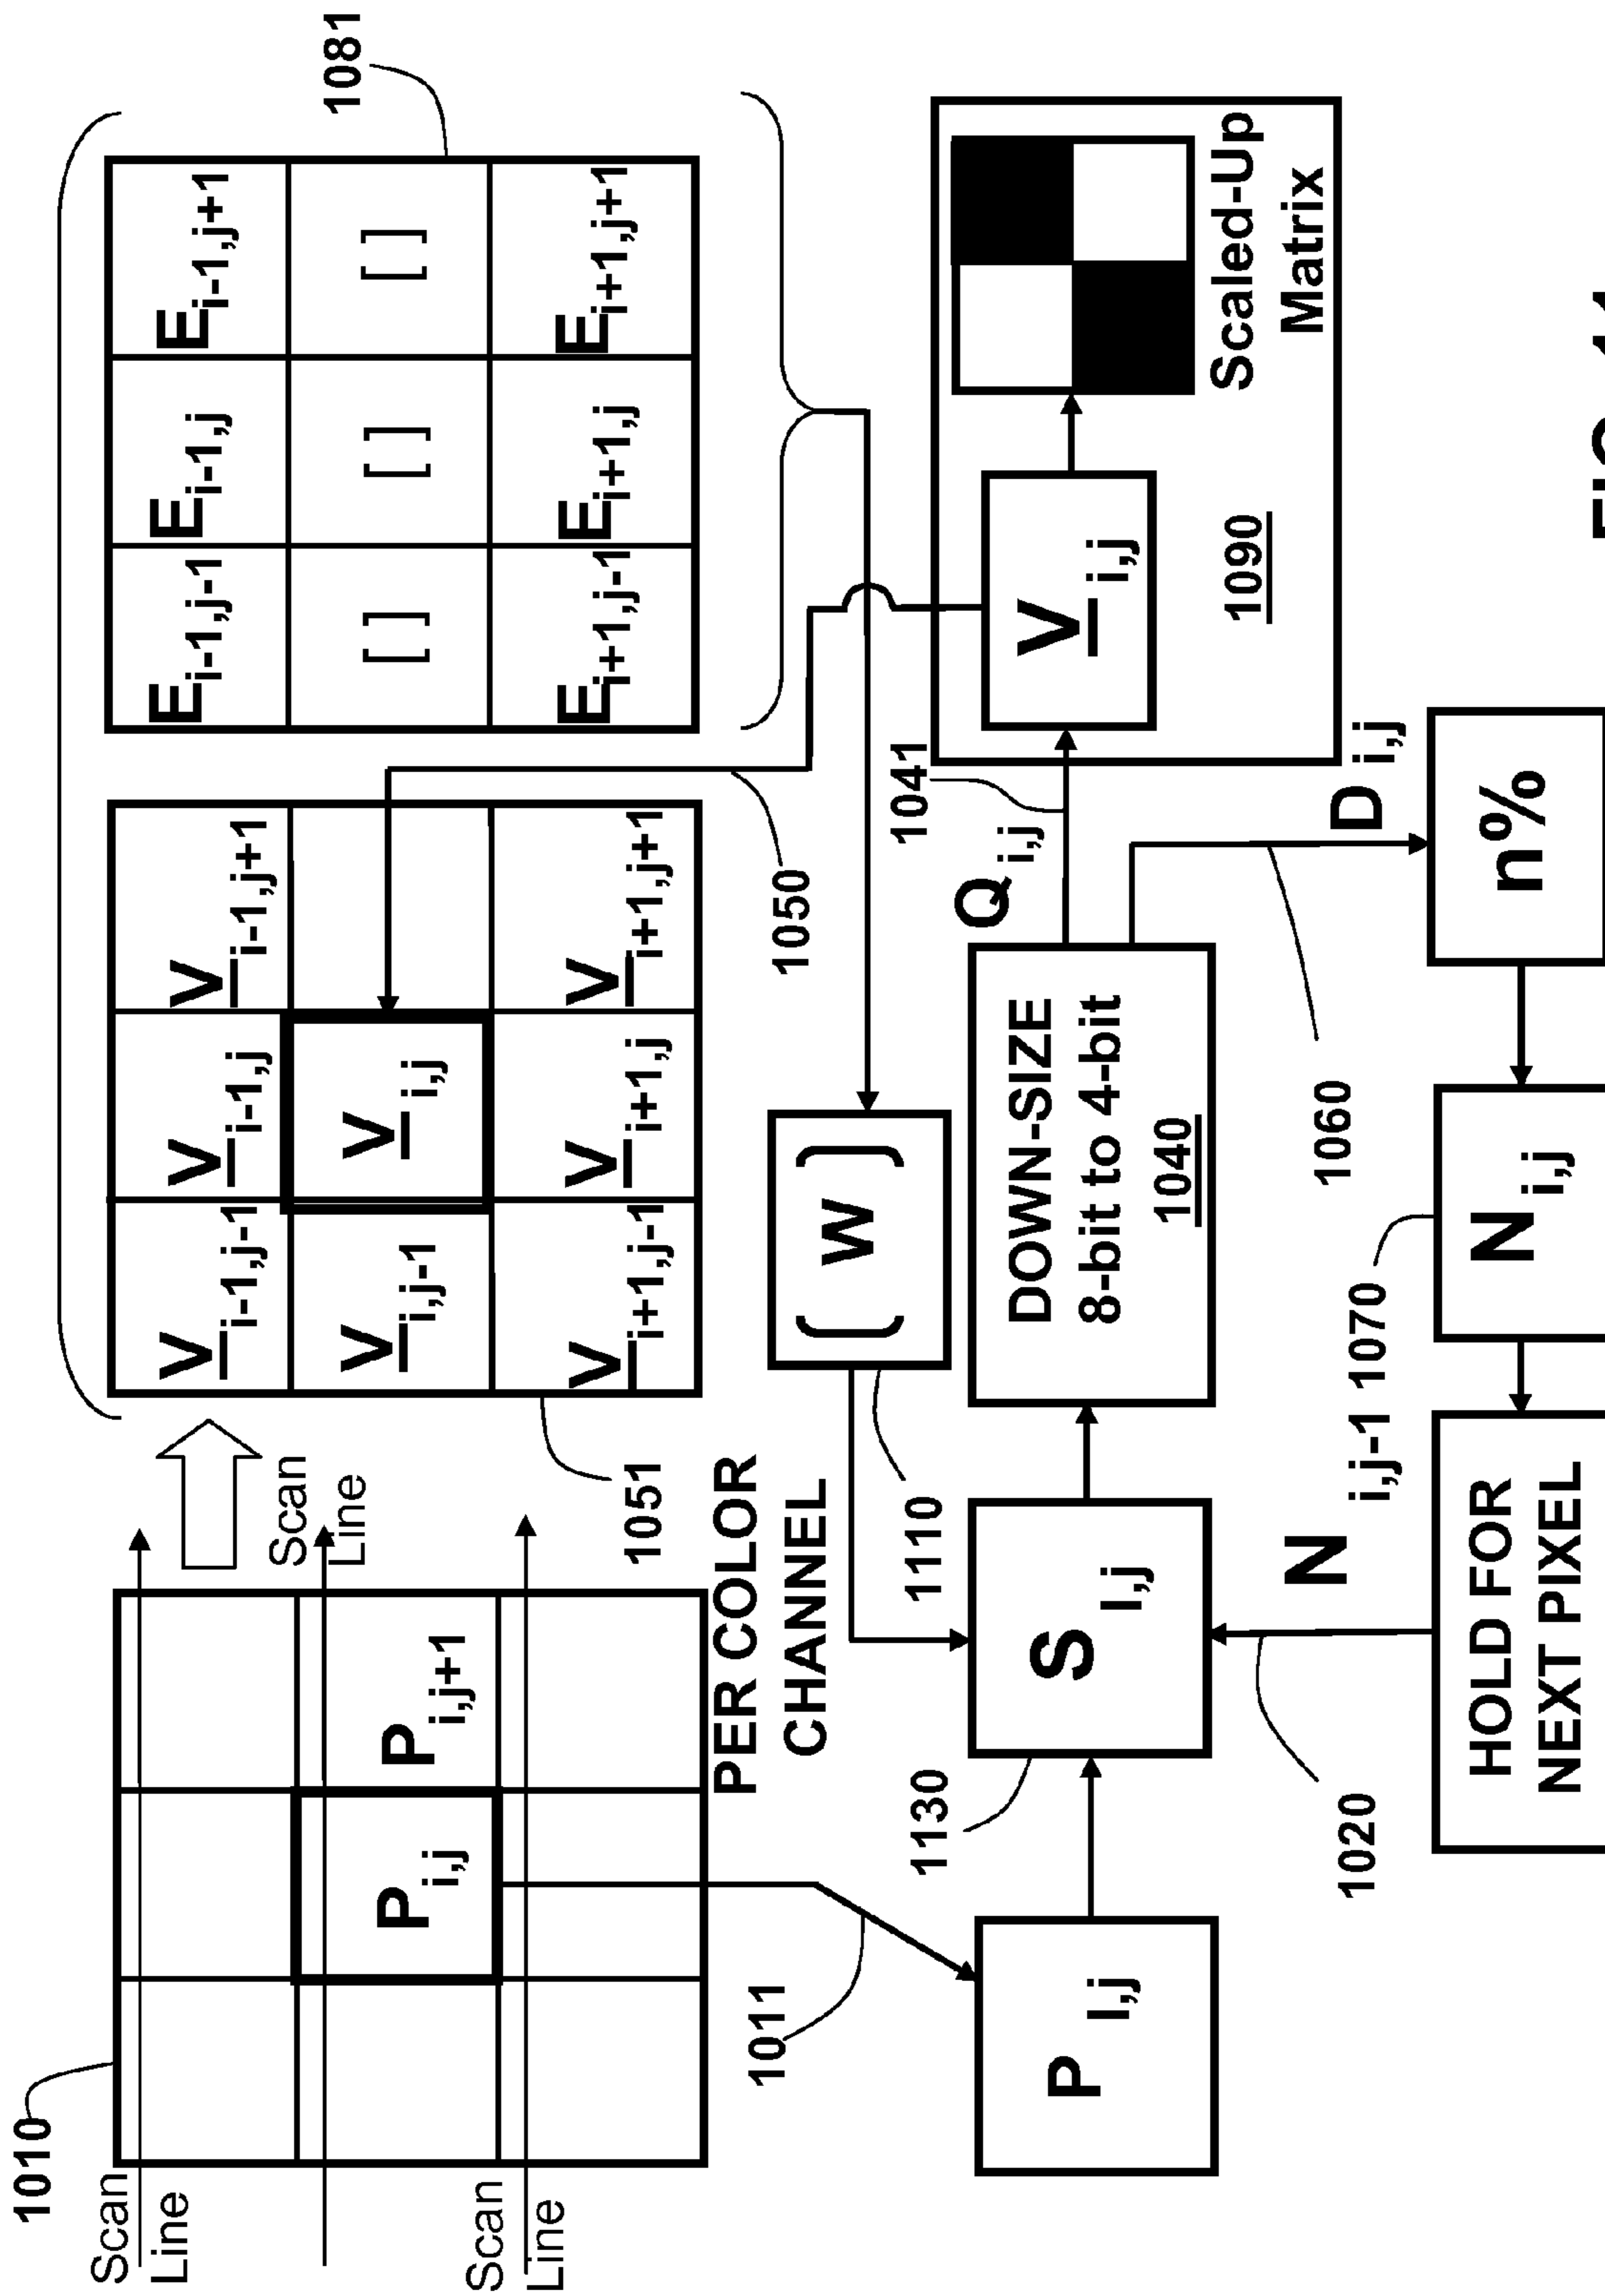 1010
Scan
Line
Scan
Line
P i,j
P i,j+1
Scan
Line
1051
V i-1,j-1
V i-1,j
V i-1,j+1
V i,j-1
V i,j
V i+1,j-1
V i+1,j
V i+1,j+1
E i-1,j-1
E i-1,j
E i-1,j+1
[ ]
[ ]
[ ]
E i+1,j-1
E i+1,j
E i+1,j+1
1081
1011
PER COLOR
CHANNEL
1050
1110
[ W ]
1130
P I,j
S I,j
DOWN-SIZE
8-bit to 4-bit
1040
Q i,j
1041
V i,j
1090
Scaled-Up
Matrix
1020
N i,j-1
1070
1060
D i,j
HOLD FOR
NEXT PIXEL
N i,j
n%